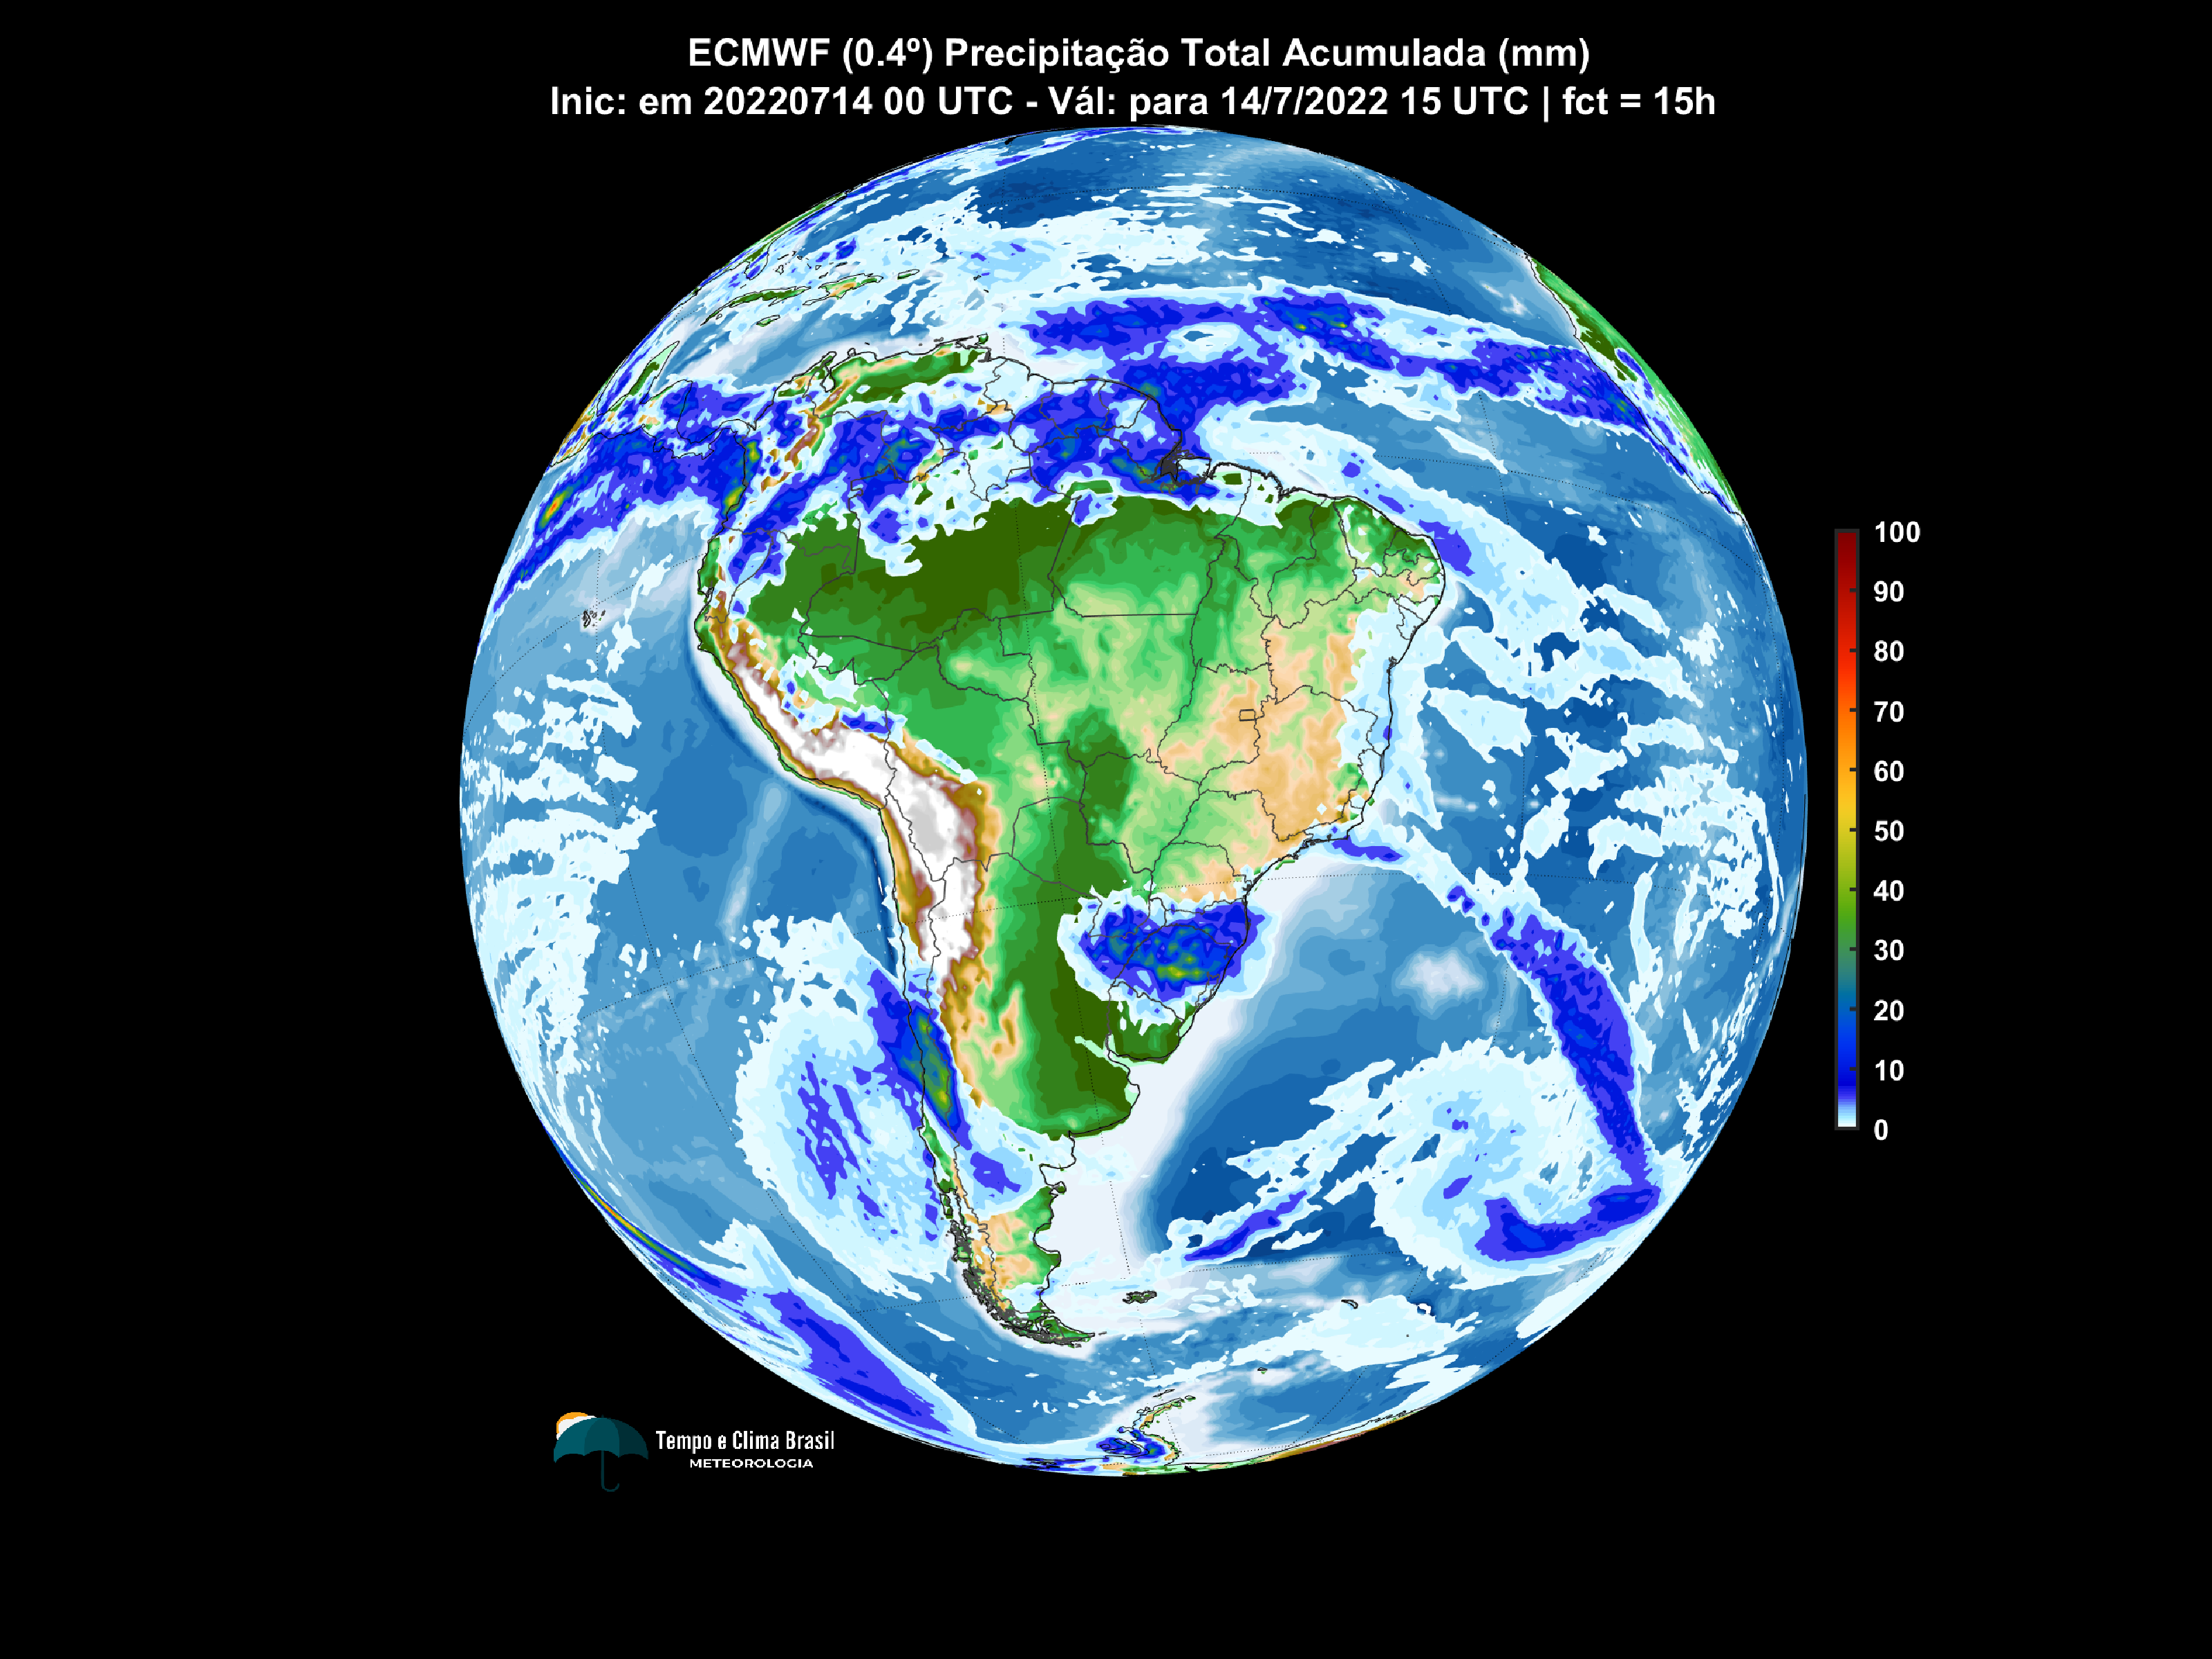 ECMWF (0.4º) Precipitação Total Acumulada (mm)
Inic: em 20220714 00 UTC - Vál: para 14/7/2022 15 UTC | fct = 15h
100
90
80
70
60
50
40
30
20
10
0
Tempo e Clima Brasil
METEOROLOGIA